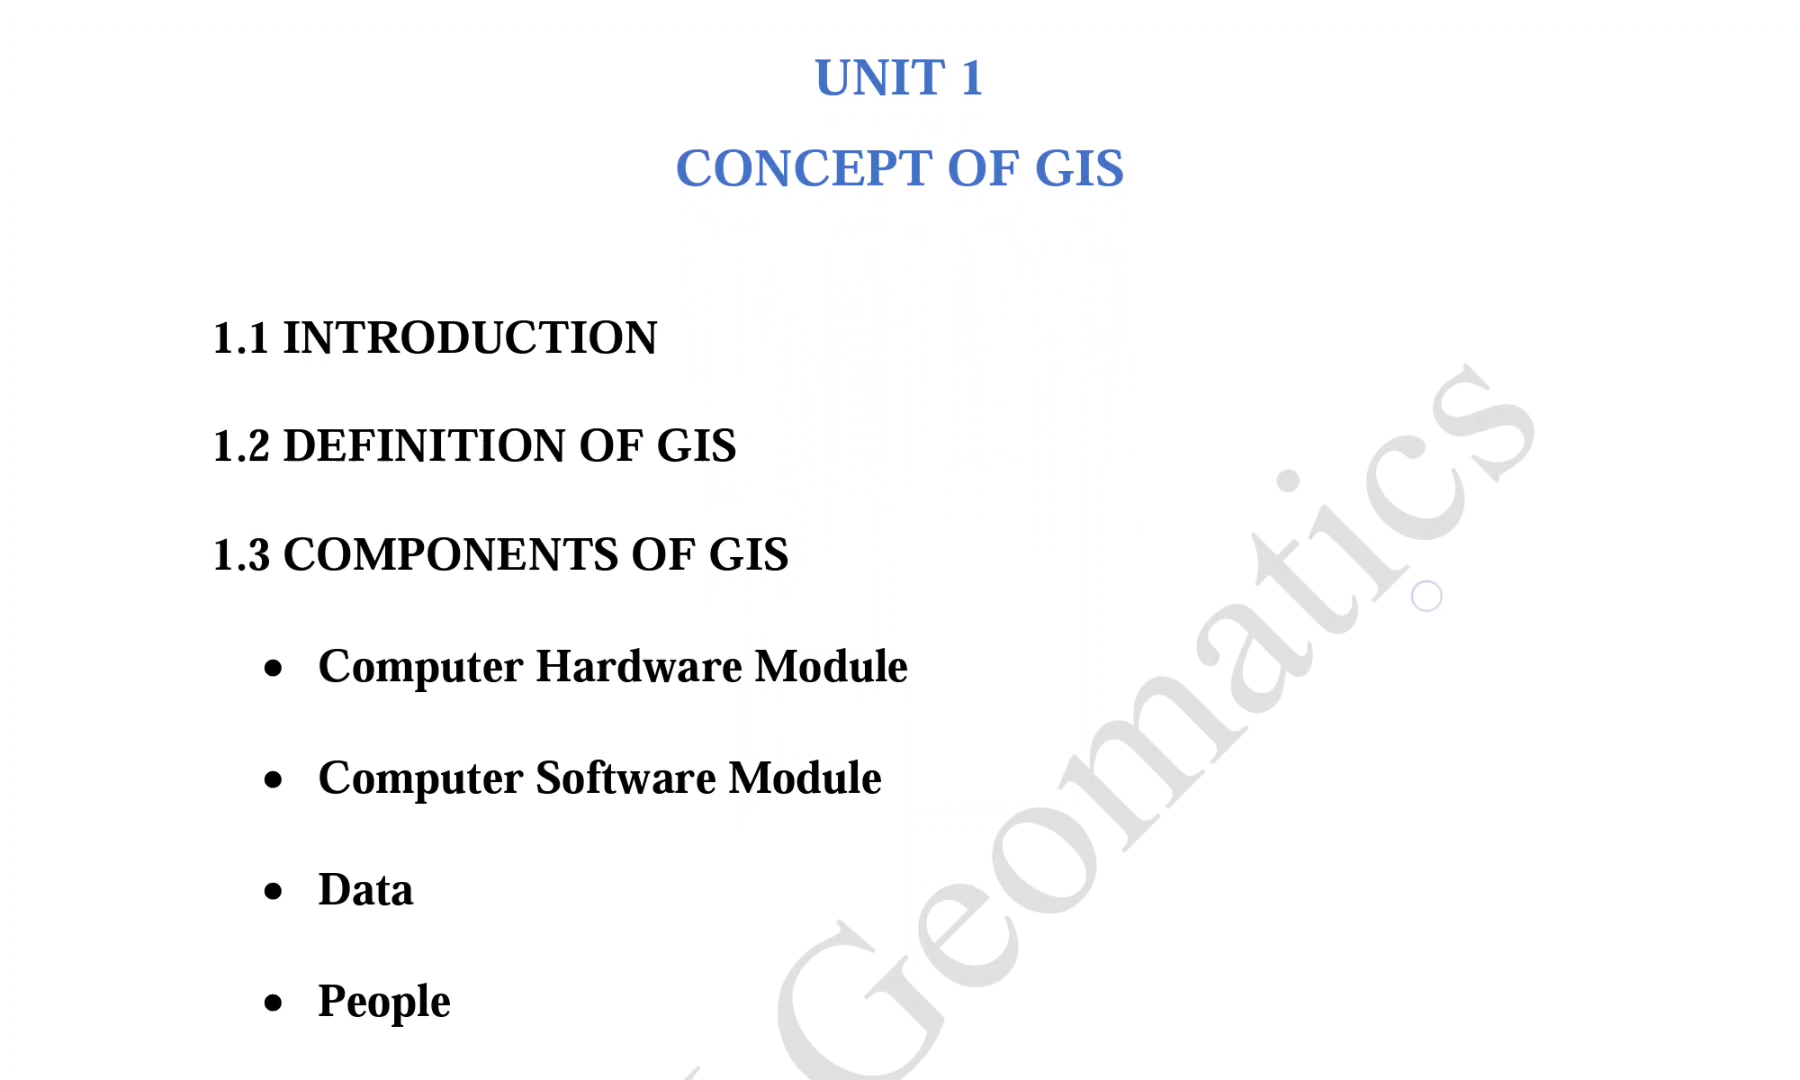 UNIT 1
CONCEPT OF GIS
1.1 INTRODUCTION
1.2 DEFINITION OF GIS
1.3 COMPONENTS OF GIS
• Computer Hardware Module
• Computer Software Module
• Data
• People
Geomatics